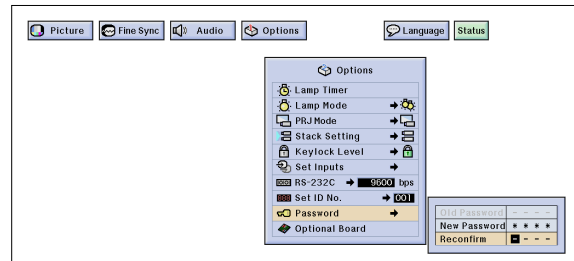 Picture Fine Sync Audio Options Language Status
Options
Lamp Timer
Lamp Mode
PRJ Mode
Stack Setting
Keylock Level
Set Inputs
RS-232C 9600 bps
Set ID No. 001
Password
Optional Board
Old Password - - - -
New Password * * * *
Reconfirm - - - -